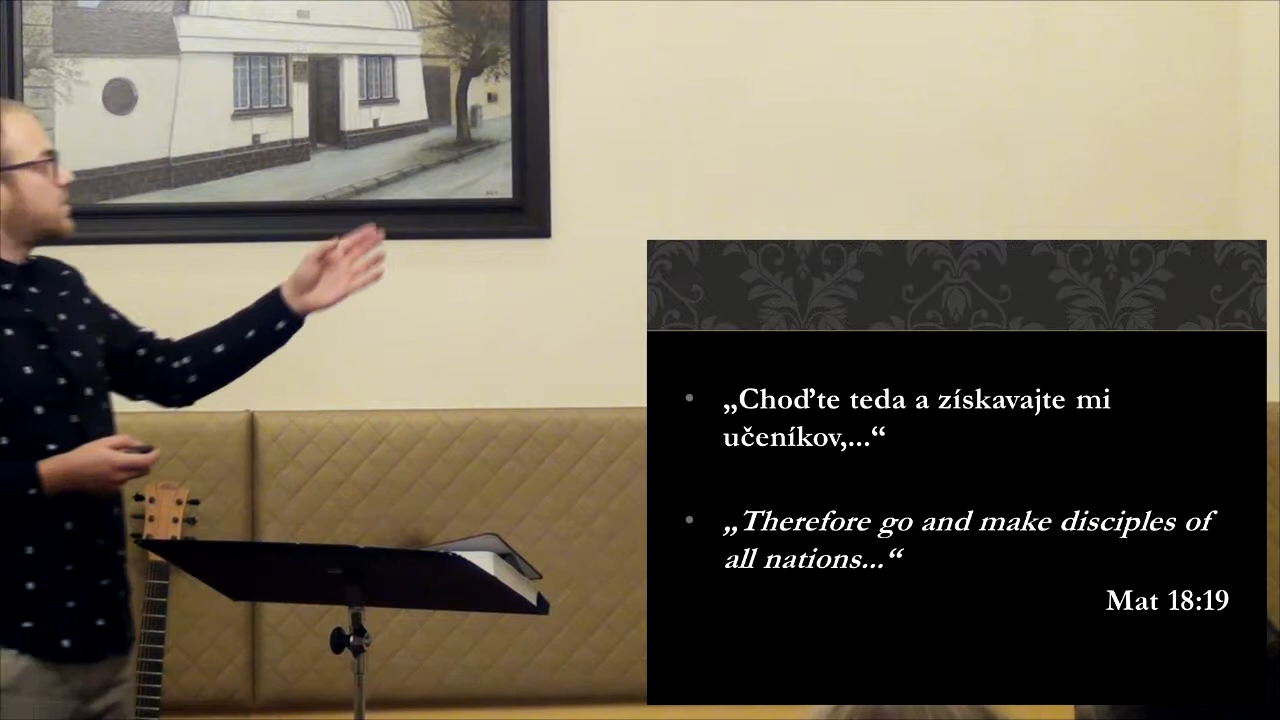 „Choďte teda a získavajte mi
učeníkov,...“
„Therefore go and make disciples of
all nations...“
Mat 18:19